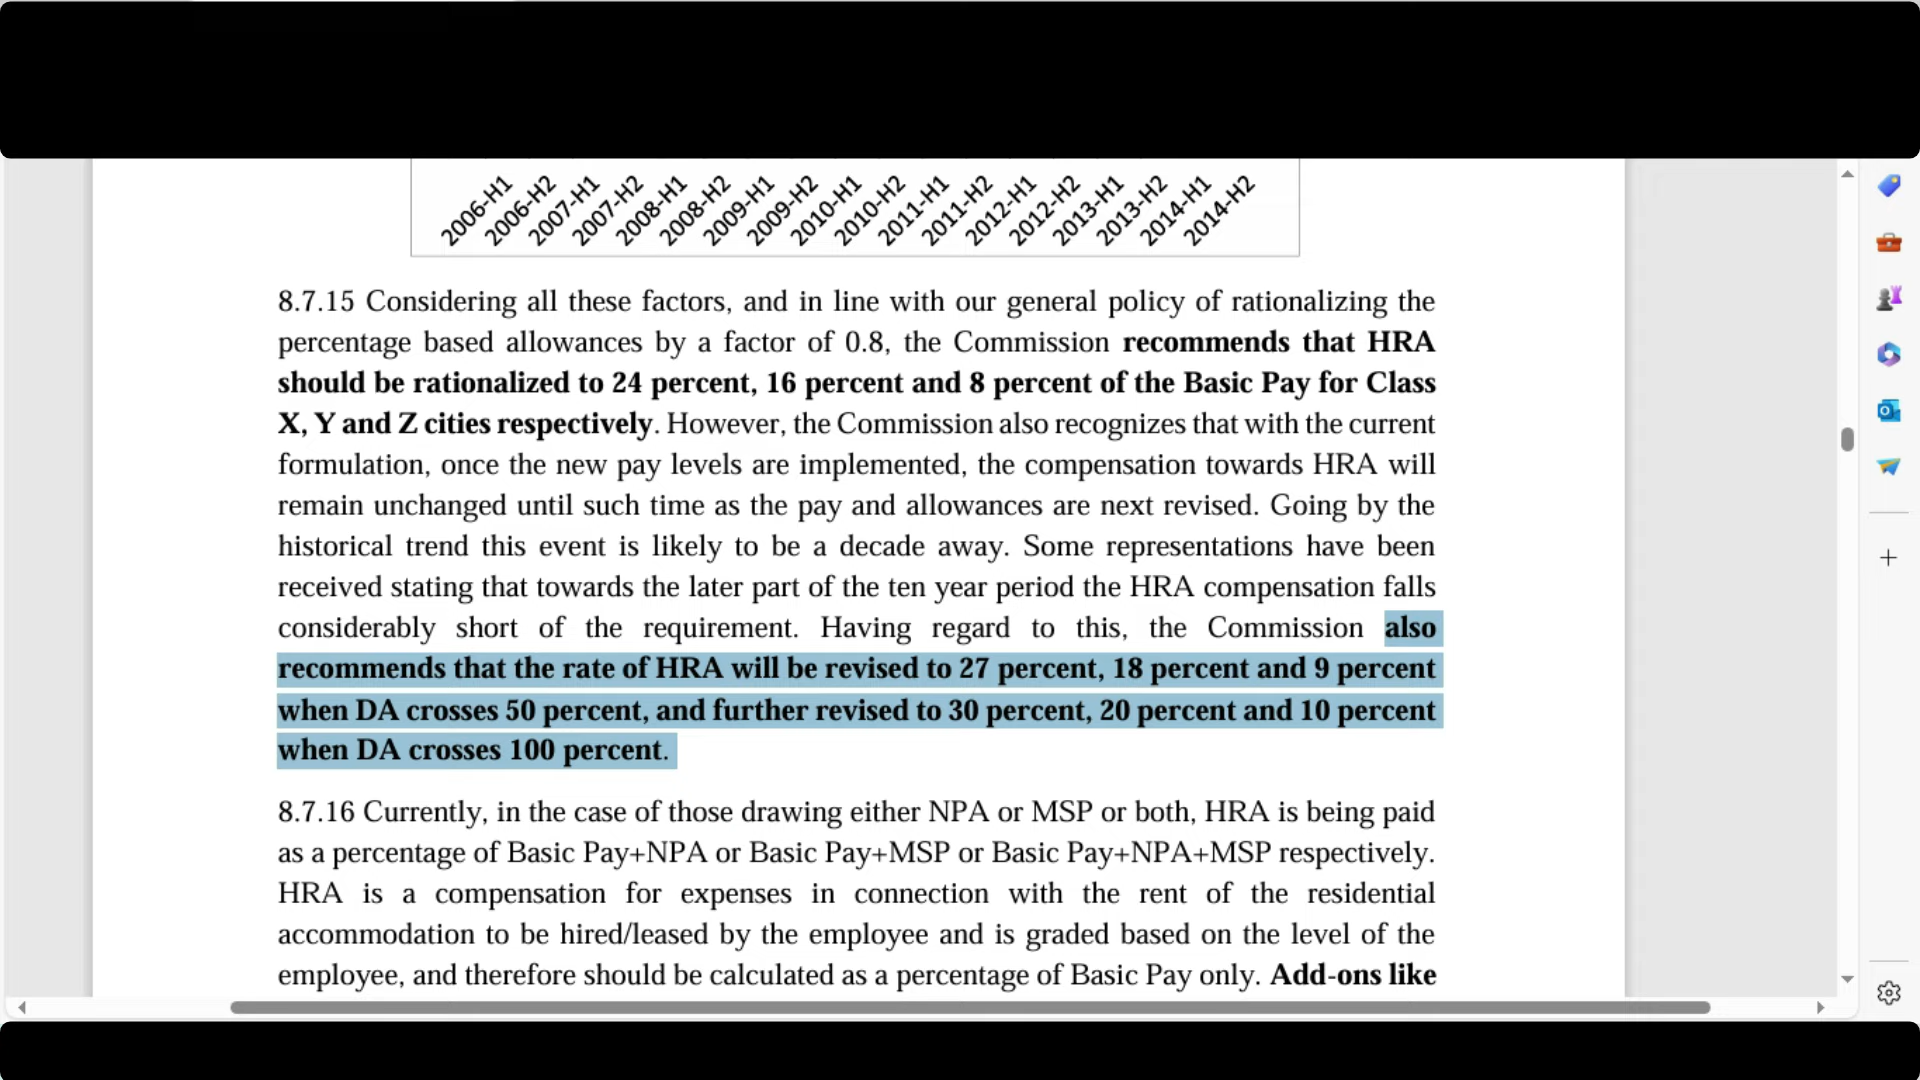 2006-H1
2006-H2
2007-H1
2007-H2
2008-H1
2008-H2
2009-H1
2009-H2
2010-H1
2010-H2
2011-H1
2011-H2
2012-H1
2012-H2
2013-H1
2013-H2
2014-H1
2014-H2
8.7.15 Considering all these factors, and in line with our general policy of rationalizing the
percentage based allowances by a factor of 0.8, the Commission recommends that HRA
should be rationalized to 24 percent, 16 percent and 8 percent of the Basic Pay for Class
X, Y and Z cities respectively. However, the Commission also recognizes that with the current
formulation, once the new pay levels are implemented, the compensation towards HRA will
remain unchanged until such time as the pay and allowances are next revised. Going by the
historical trend this event is likely to be a decade away. Some representations have been
received stating that towards the later part of the ten year period the HRA compensation falls
considerably short of the requirement. Having regard to this, the Commission also
recommends that the rate of HRA will be revised to 27 percent, 18 percent and 9 percent
when DA crosses 50 percent, and further revised to 30 percent, 20 percent and 10 percent
when DA crosses 100 percent.
8.7.16 Currently, in the case of those drawing either NPA or MSP or both, HRA is being paid
as a percentage of Basic Pay+NPA or Basic Pay+MSP or Basic Pay+NPA+MSP respectively.
HRA is a compensation for expenses in connection with the rent of the residential
accommodation to be hired/leased by the employee and is graded based on the level of the
employee, and therefore should be calculated as a percentage of Basic Pay only. Add-ons like